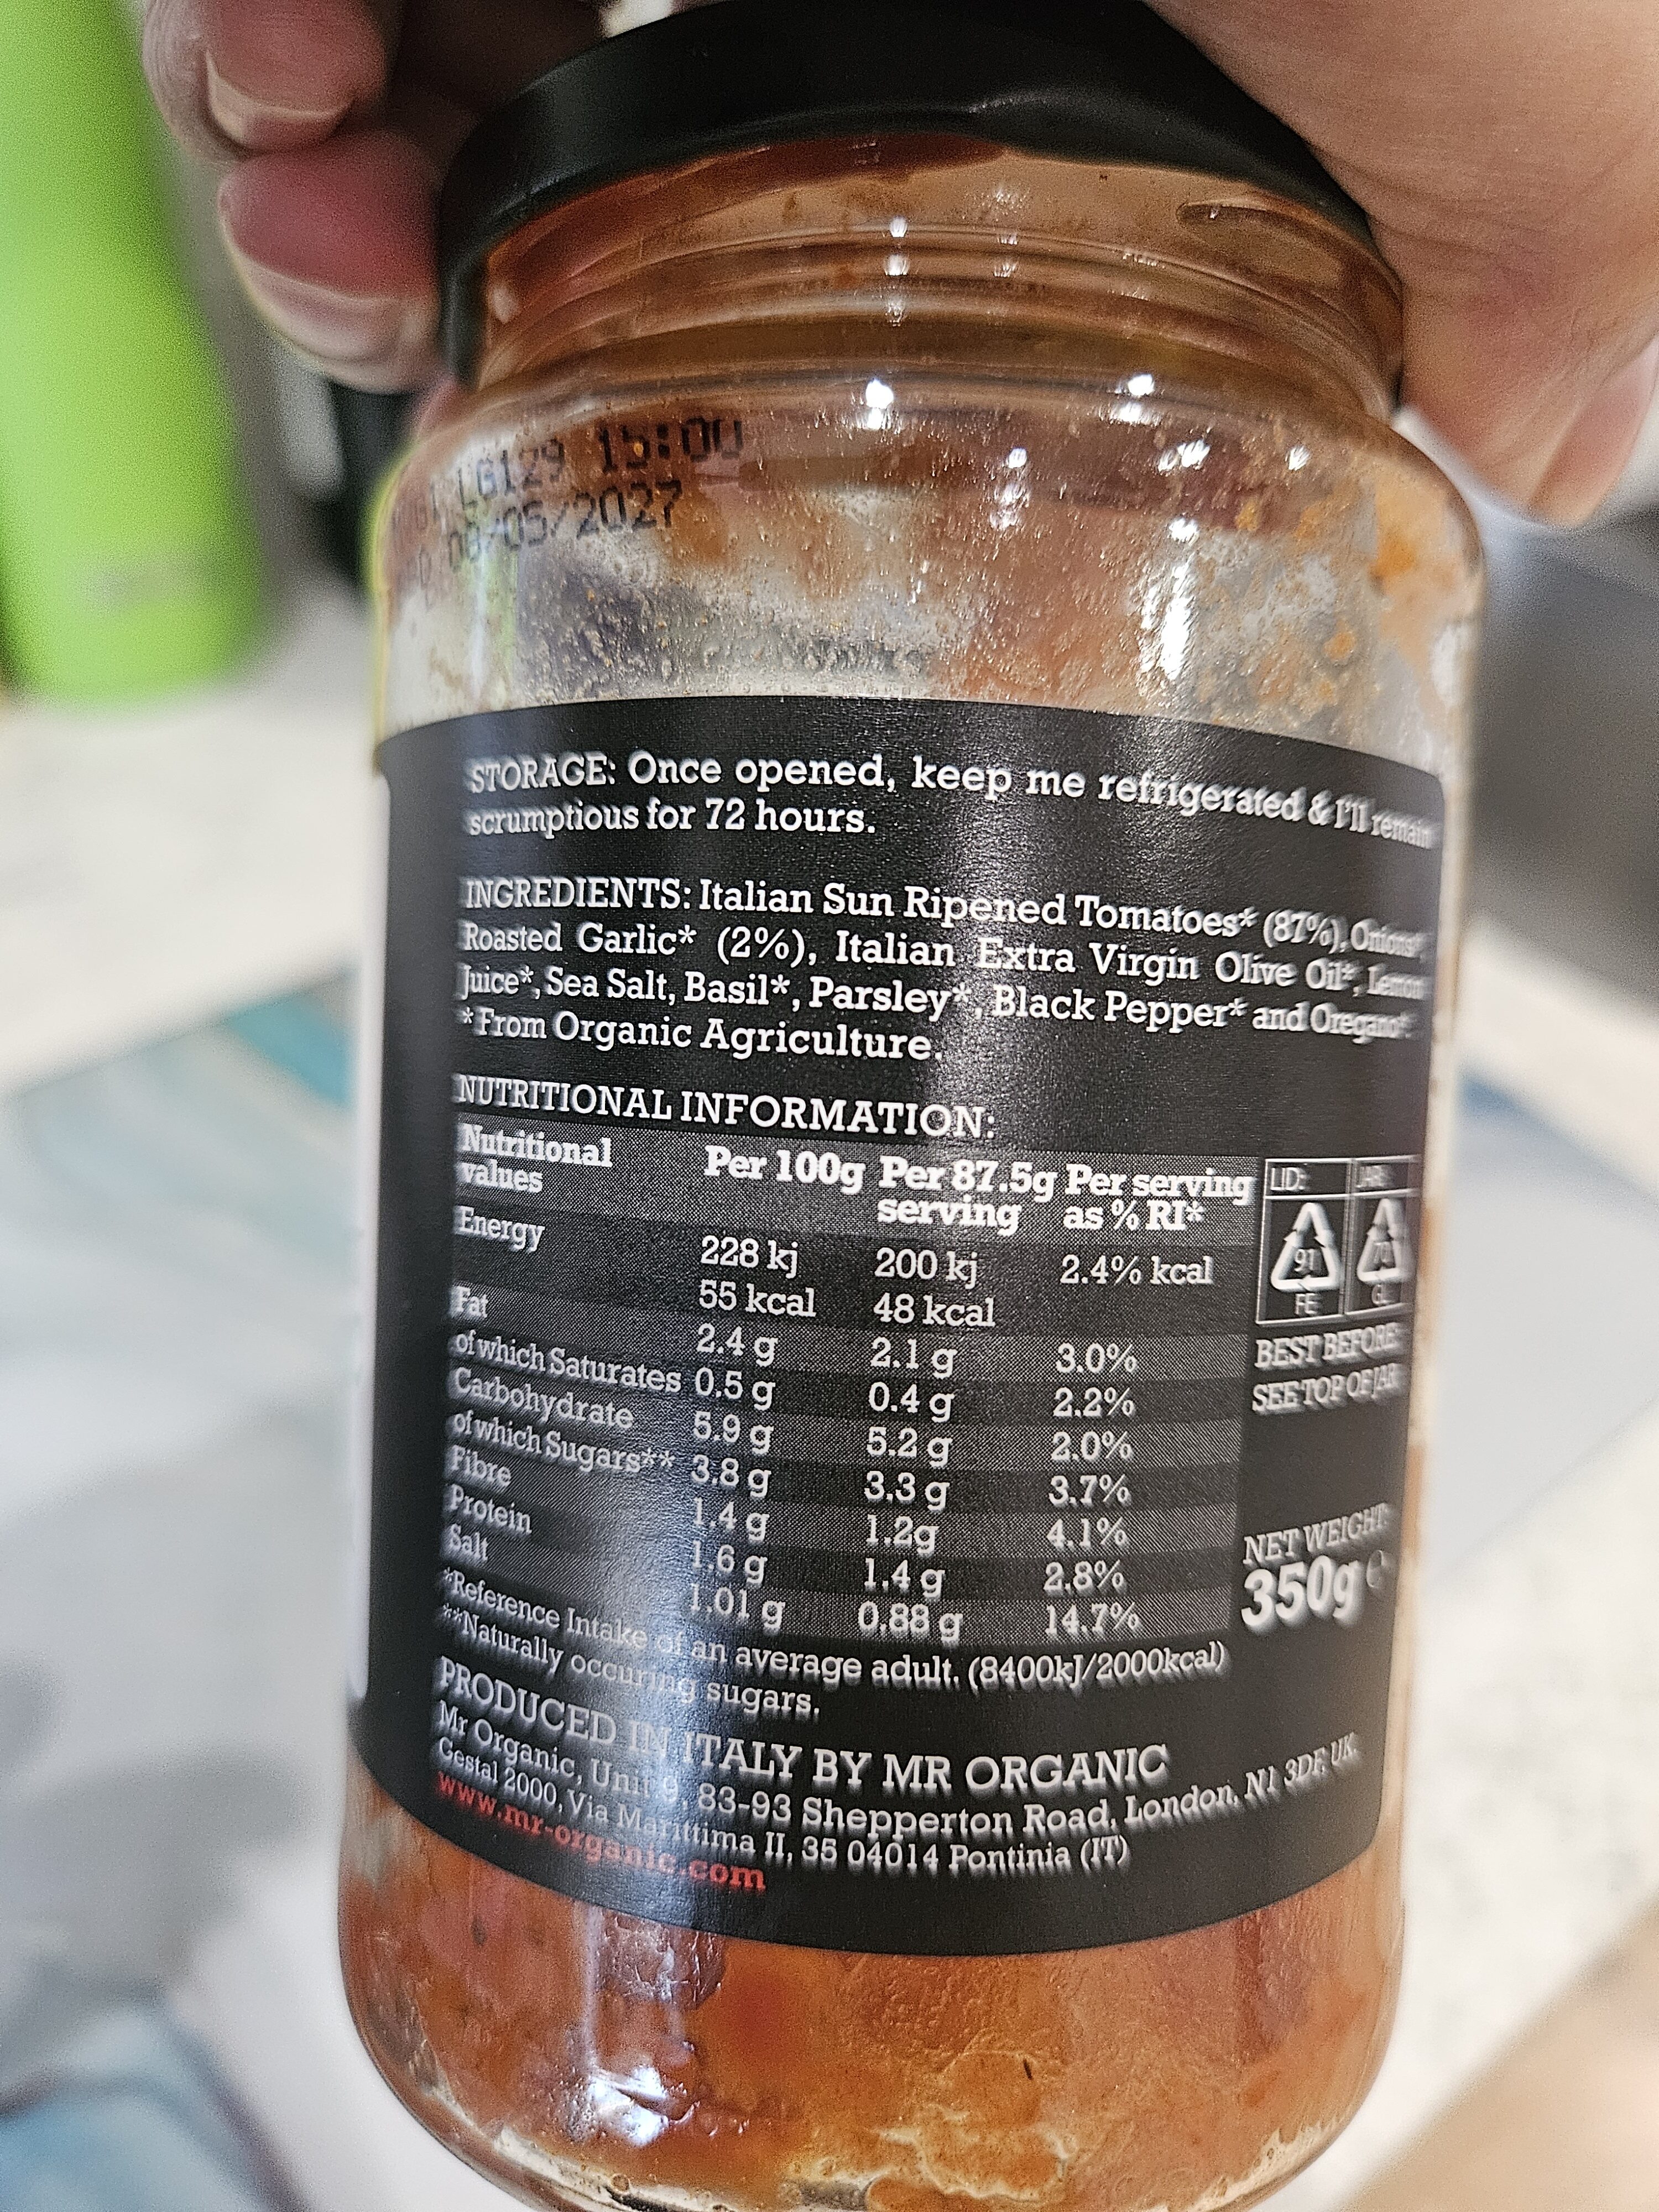 LG129 15:00
08/05/2027
STORAGE: Once opened, keep me refrigerated & I'll remain
scrumptious for 72 hours.
INGREDIENTS: Italian Sun Ripened Tomatoes* (87%), Onions*
Roasted Garlic* (2%), Italian Extra Virgin Olive Oil*, Lemon
Juice*, Sea Salt, Basil*, Parsley*, Black Pepper* and Oregano*.
*From Organic Agriculture.
NUTRITIONAL INFORMATION:
Nutritional values Per 100g Per 87.5g serving Per serving as % RI*
Energy 228 kj 200 kj 2.4% kcal
55 kcal 48 kcal
Fat 2.4 g 2.1 g 3.0%
of which Saturates 0.5 g 0.4 g 2.2%
Carbohydrate 5.9 g 5.2 g 2.0%
of which Sugars** 3.8 g 3.3 g 3.7%
Fibre 1.4 g 1.2g 4.1%
Protein 1.6 g 1.4 g 2.8%
Salt 1.01 g 0.88 g 14.7%
*Reference Intake of an average adult. (8400kJ/2000kcal)
**Naturally occuring sugars.
LID: JAR:
91 70
FE GL
BEST BEFORE:
SEE TOP OF JAR
NET WEIGHT:
350g e
PRODUCED IN ITALY BY MR ORGANIC
Mr Organic, Unit 9, 83-93 Shepperton Road, London, N1 3DF, UK.
Gestal 2000, Via Marittima II, 35 04014 Pontinia (IT)
www.mr-organic.com